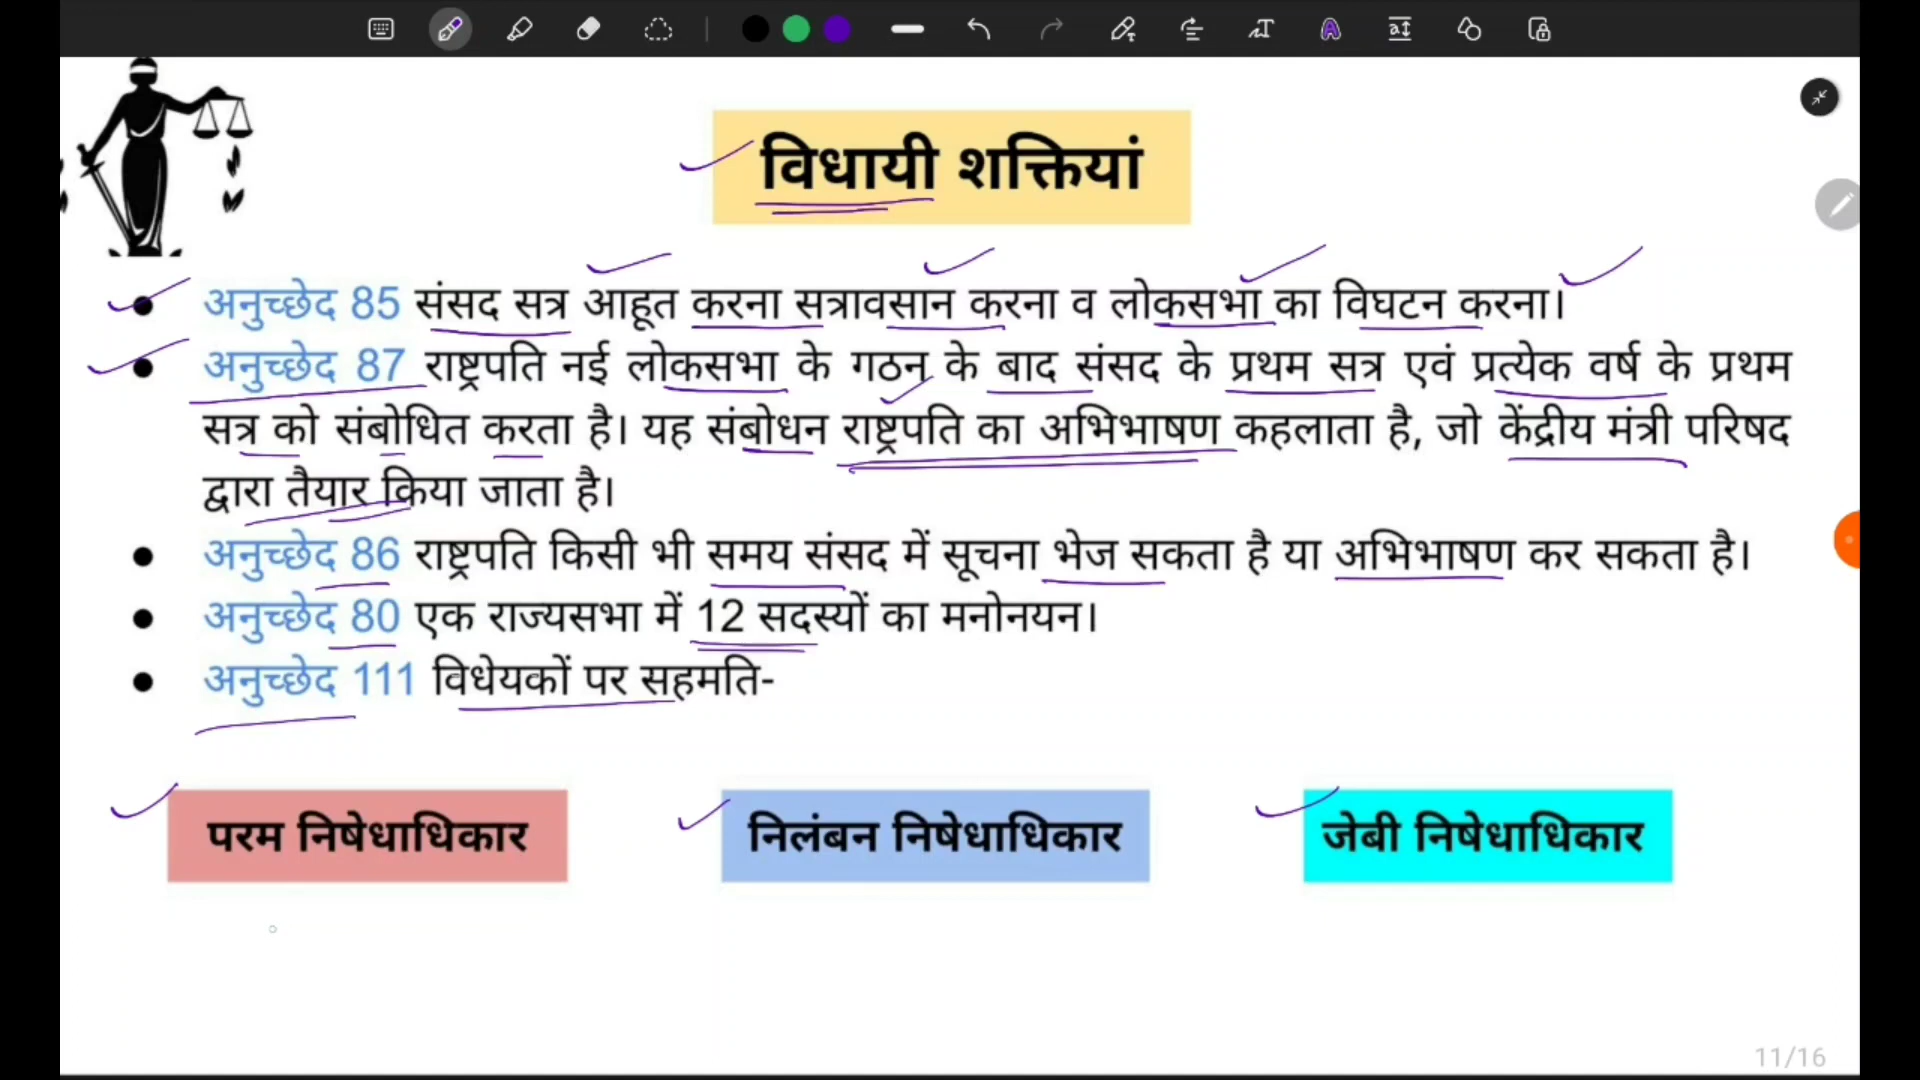 विधायी शक्तियां
अनुच्छेद 85 संसद सत्र आहूत करना सत्रावसान करना व लोकसभा का विघटन करना।
अनुच्छेद 87 राष्ट्रपति नई लोकसभा के गठन के बाद संसद के प्रथम सत्र एवं प्रत्येक वर्ष के प्रथम
सत्र को संबोधित करता है। यह संबोधन राष्ट्रपति का अभिभाषण कहलाता है, जो केंद्रीय मंत्री परिषद
द्वारा तैयार किया जाता है।
अनुच्छेद 86 राष्ट्रपति किसी भी समय संसद में सूचना भेज सकता है या अभिभाषण कर सकता है।
अनुच्छेद 80 एक राज्यसभा में 12 सदस्यों का मनोनयन।
अनुच्छेद 111 विधेयकों पर सहमति-
परम निषेधाधिकार
निलंबन निषेधाधिकार
जेबी निषेधाधिकार
11/16